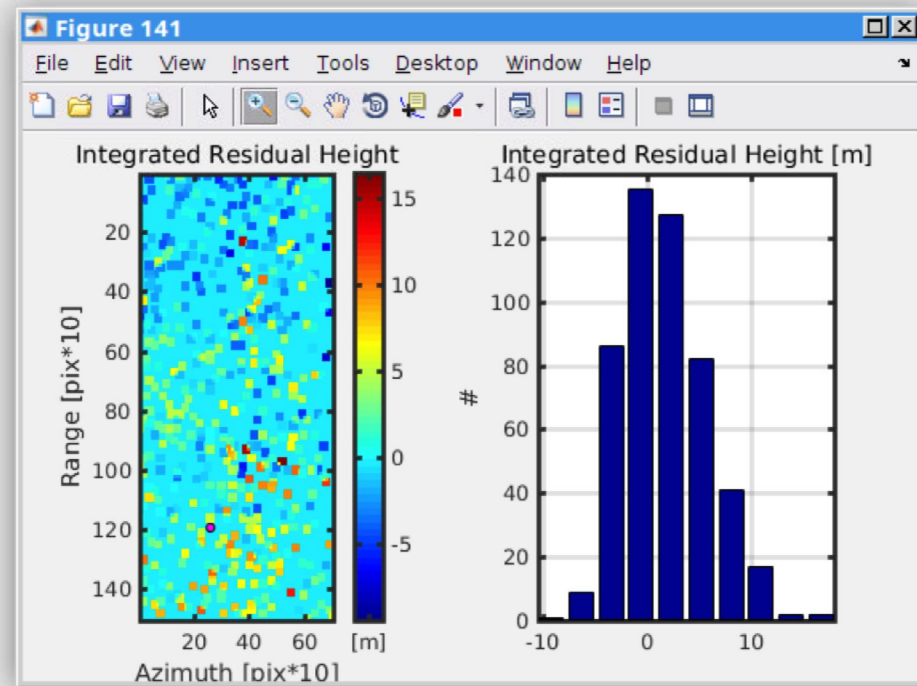 Figure 141
File Edit View Insert Tools Desktop Window Help
Integrated Residual Height
Range [pix*10]
20
40
60
80
100
120
140
20 40 60
Azimuth [pix*10]
15
10
5
0
-5
[m]
Integrated Residual Height [m]
#
140
120
100
80
60
40
20
0
-10 0 10